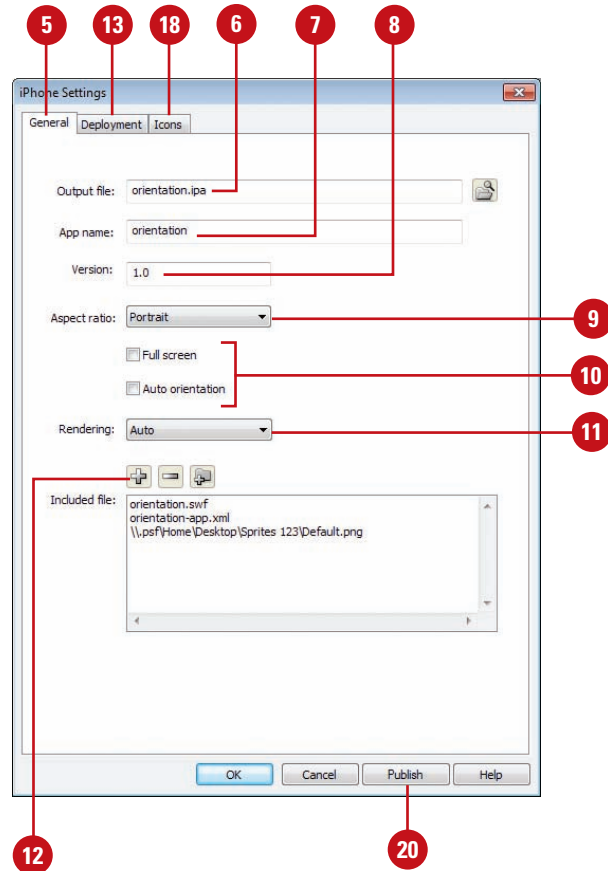 5 13 18 6 7 8
iPhone Settings
General Deployment Icons
Output file: orientation.ipa
App name: orientation
Version: 1.0
Aspect ratio: Portrait
9
Full screen
10
Auto orientation
Rendering: Auto
11
Included file:
orientation.swf
orientation-app.xml
\\.psf\Home\Desktop\Sprites 123\Default.png
OK Cancel Publish Help
12 20